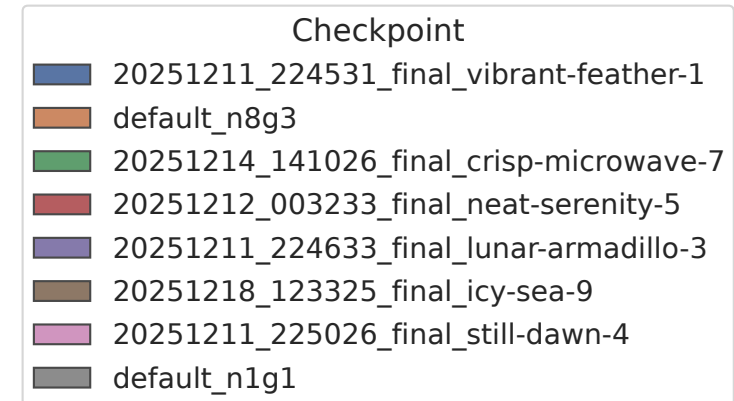 Checkpoint
20251211_224531_final_vibrant-feather-1
default_n8g3
20251214_141026_final_crisp-microwave-7
20251212_003233_final_neat-serenity-5
20251211_224633_final_lunar-armadillo-3
20251218_123325_final_icy-sea-9
20251211_225026_final_still-dawn-4
default_n1g1